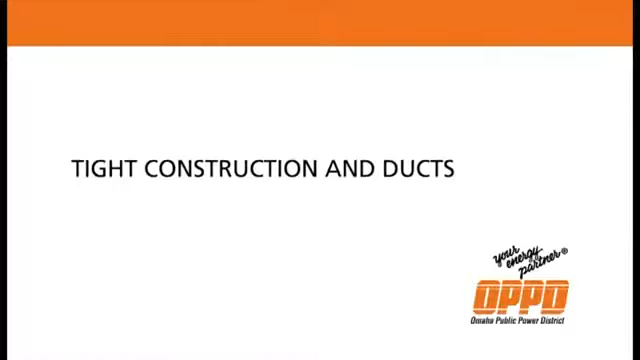 TIGHT CONSTRUCTION AND DUCTS
your
energy
partner®
OPPD
Omaha Public Power District